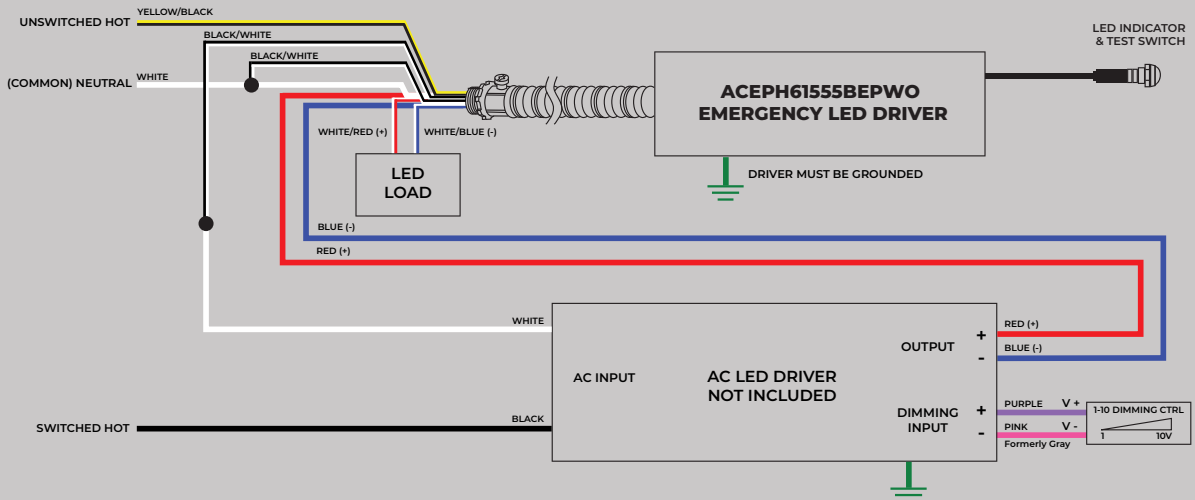 UNSWITCHED HOT
YELLOW/BLACK
BLACK/WHITE
BLACK/WHITE
(COMMON) NEUTRAL
WHITE
LED INDICATOR
& TEST SWITCH
ACEPH61555BEPWO
EMERGENCY LED DRIVER
WHITE/RED (+)
WHITE/BLUE (-)
LED
LOAD
DRIVER MUST BE GROUNDED
BLUE (-)
RED (+)
WHITE
AC INPUT
AC LED DRIVER
NOT INCLUDED
OUTPUT
+
-
RED (+)
BLUE (-)
DIMMING
INPUT
+
-
PURPLE V +
PINK V -
Formerly Gray
1-10 DIMMING CTRL
1 10V
SWITCHED HOT
BLACK